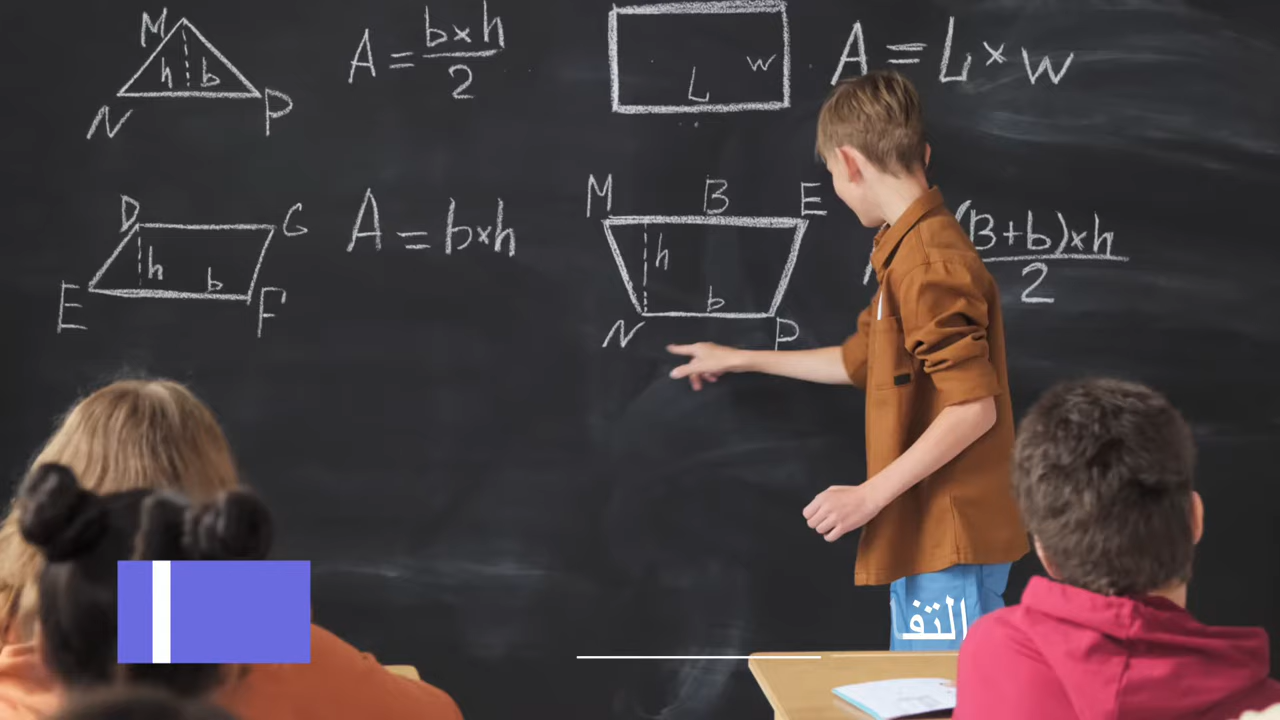 M
h b
N P
A = b×h / 2
L w
A = L × w
D G
h b
E F
A = b×h
M B E
h
b
N P
(B+b)×h / 2
التف